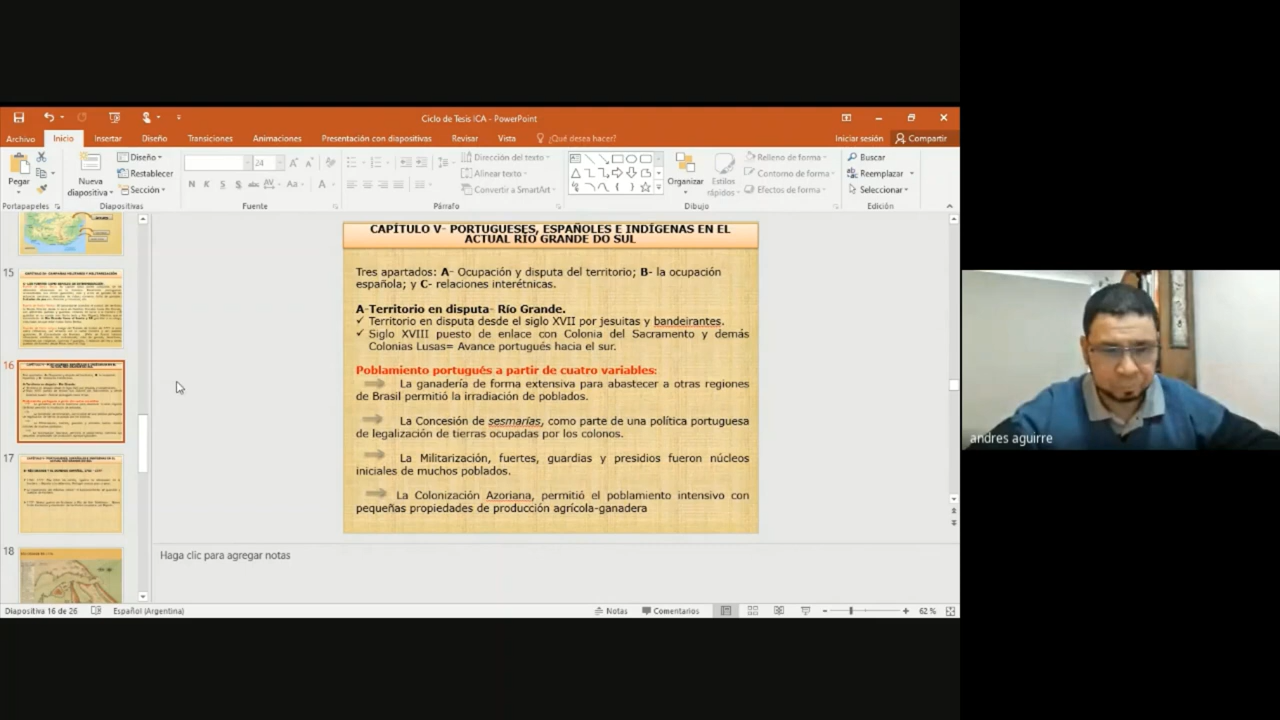 Ciclo de Tesis ICA - PowerPoint
Archivo Inicio Insertar Diseño Transiciones Animaciones Presentación con diapositivas Revisar Vista ¿Qué desea hacer? Iniciar sesión Compartir
Pegar
Nueva diapositiva
Diseño
Restablecer
Sección
24
N K S S abc AV Aa A
Dirección del texto
Alinear texto
Convertir a SmartArt
Organizar
Estilos rápidos
Relleno de forma
Contorno de forma
Efectos de forma
Buscar
Reemplazar
Seleccionar
Portapapeles Diapositivas Fuente Párrafo Dibujo Edición
15
16
17
18
CAPÍTULO V- PORTUGUESES, ESPAÑOLES E INDÍGENAS EN EL
ACTUAL RIO GRANDE DO SUL
Tres apartados: A- Ocupación y disputa del territorio; B- la ocupación
española; y C- relaciones interétnicas.
A-Territorio en disputa- Río Grande.
✓ Territorio en disputa desde el siglo XVII por jesuitas y bandeirantes.
✓ Siglo XVIII puesto de enlace con Colonia del Sacramento y demás
Colonias Lusas= Avance portugués hacia el sur.
Poblamiento portugués a partir de cuatro variables:
La ganadería de forma extensiva para abastecer a otras regiones
de Brasil permitió la irradiación de poblados.
La Concesión de sesmarías, como parte de una política portuguesa
de legalización de tierras ocupadas por los colonos.
La Militarización, fuertes, guardias y presidios fueron núcleos
iniciales de muchos poblados.
La Colonización Azoriana, permitió el poblamiento intensivo con
pequeñas propiedades de producción agrícola-ganadera
Haga clic para agregar notas
Diapositiva 16 de 26 Español (Argentina) Notas Comentarios 62 %
andres aguirre